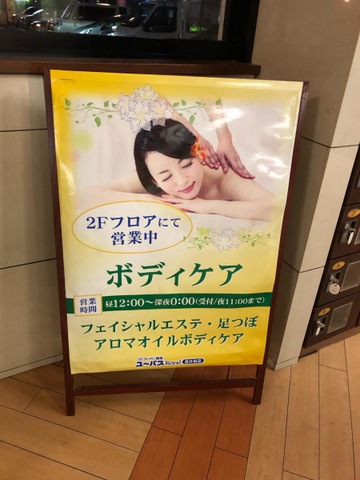 2Fフロアにて
営業中
ボディケア
営業時間 昼12:00～深夜0:00(受付/夜11:00まで)
フェイシャルエステ・足つぼ
アロマオイルボディケア
ユーバス Royal